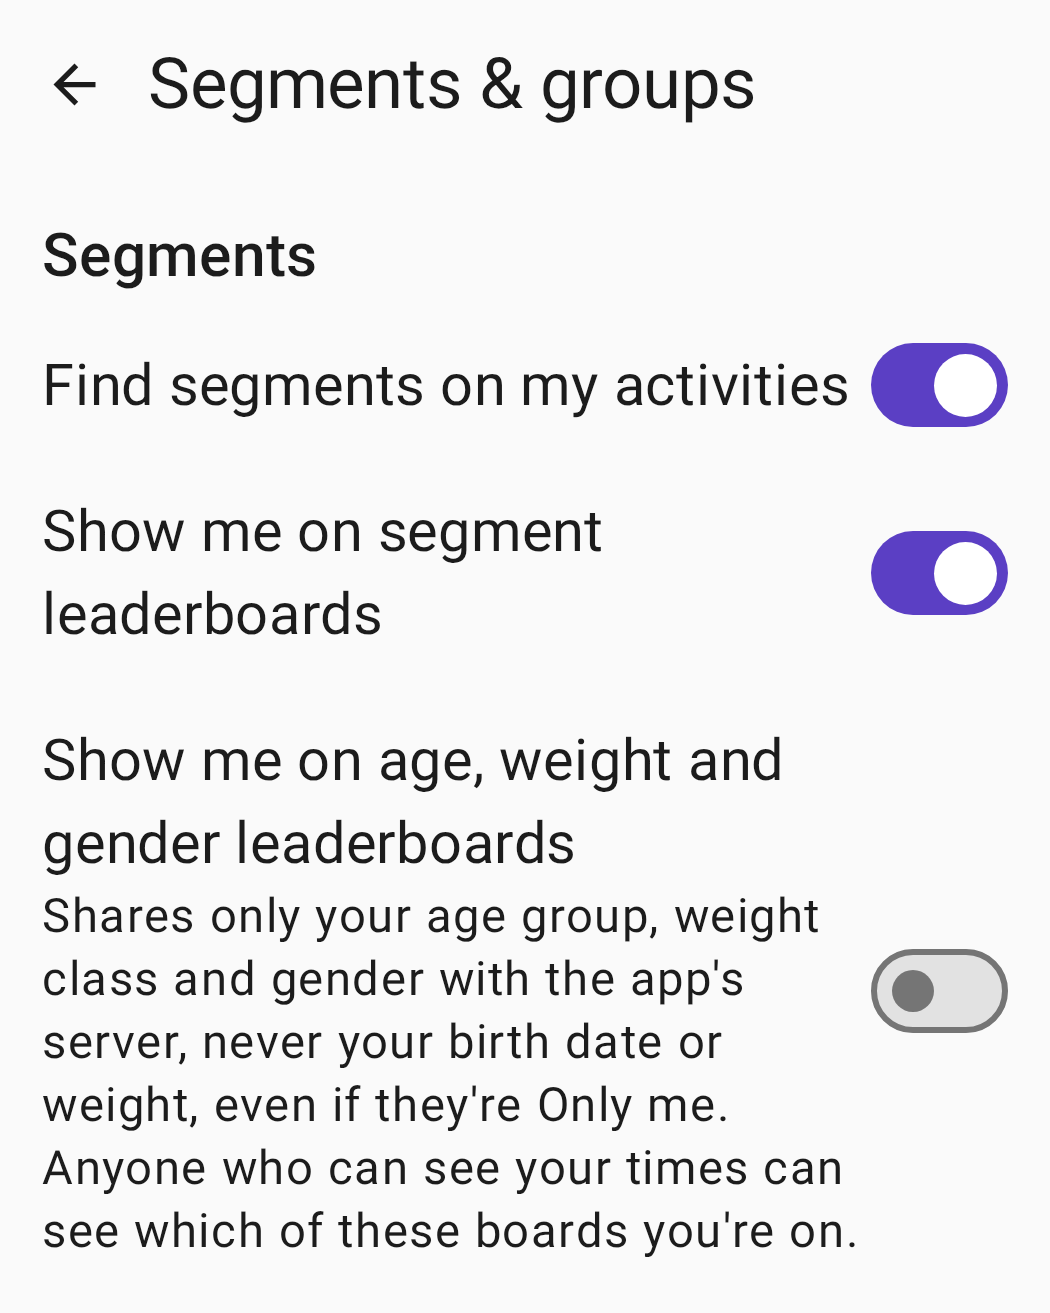 Segments & groups
Segments
Find segments on my activities
Show me on segment
leaderboards
Show me on age, weight and
gender leaderboards
Shares only your age group, weight
class and gender with the app's
server, never your birth date or
weight, even if they're Only me.
Anyone who can see your times can
see which of these boards you're on.